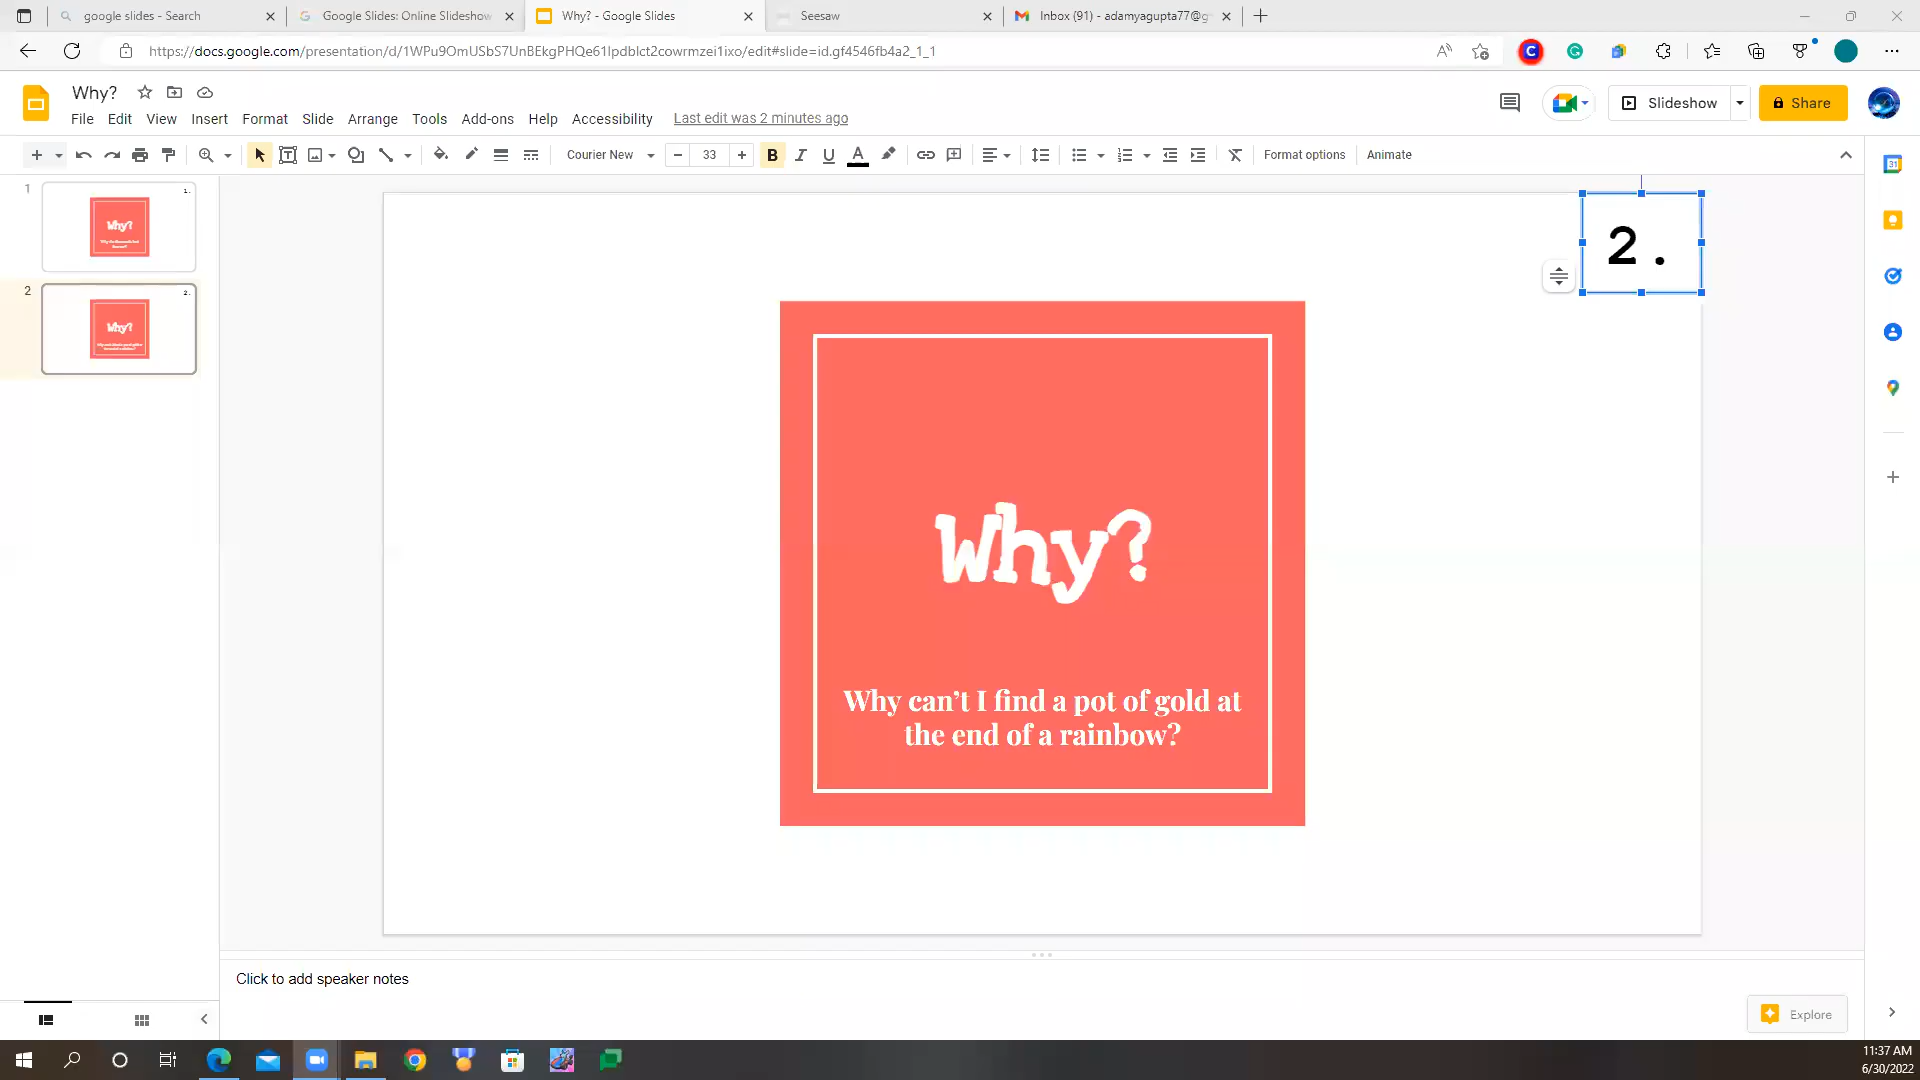 google slides - Search
Google Slides: Online Slideshow
Why? - Google Slides
Seesaw
Inbox (91) - adamyagupta77@g
https://docs.google.com/presentation/d/1WPu9OmUSbS7UnBEkgPHQe61lpdblct2cowrmzei1ixo/edit#slide=id.gf4546fb4a2_1_1
Why?
Slideshow
Share
File Edit View Insert Format Slide Arrange Tools Add-ons Help Accessibility Last edit was 2 minutes ago
Courier New 33 B I U A Format options Animate
1
1.
Why?
2
2.
Why?
2.
Why?
Why can't I find a pot of gold at
the end of a rainbow?
Click to add speaker notes
Explore
11:37 AM
6/30/2022